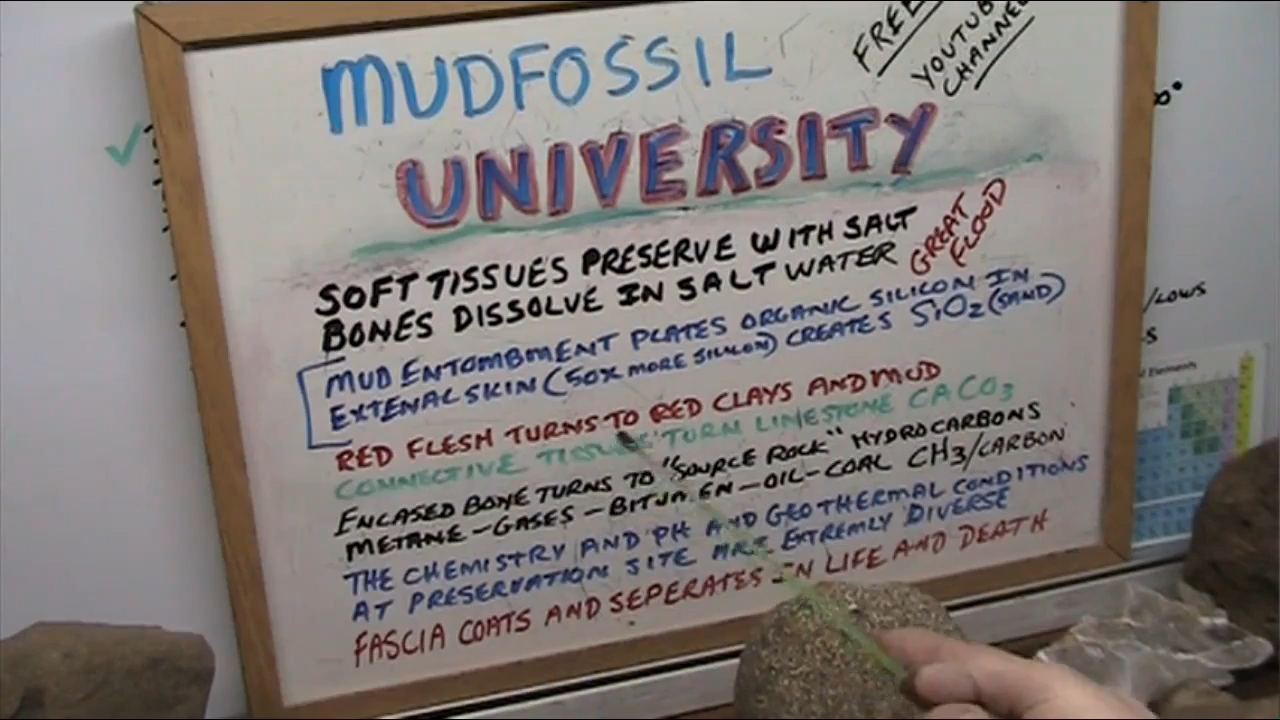 MUDFOSSIL
FREE
YOUTUBE
CHANNEL
UNIVERSITY
SOFT TISSUES PRESERVE WITH SALT
BONES DISSOLVE IN SALT WATER
GREAT
FLOOD
MUD ENTOMBMENT PLATES ORGANIC SILICON IN
EXTENAL SKIN (50X MORE SILICON) CREATES SiO2 (SAND)
RED FLESH TURNS TO RED CLAYS AND MUD
CONNECTIVE TISSUE TURN LIMESTONE CACO3
ENCASED BONE TURNS TO "SOURCE ROCK" HYDROCARBONS
METANE - GASES - BITUMEN - OIL - COAL CH3/CARBON
THE CHEMISTRY AND PH AND GEOTHERMAL CONDITIONS
AT PRESERVATION SITE ARE EXTREMLY DIVERSE
FASCIA COATS AND SEPERATES IN LIFE AND DEATH
/LOWS
Elements